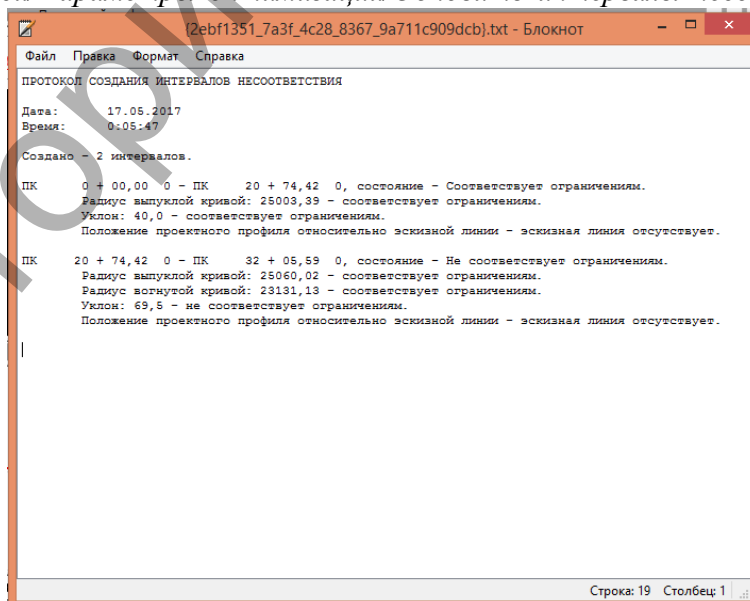 {2ebf1351_7a3f_4c28_8367_9a711c909dcb}.txt - Блокнот
Файл Правка Формат Справка
ПРОТОКОЛ СОЗДАНИЯ ИНТЕРВАЛОВ НЕСООТВЕТСТВИЯ
Дата: 17.05.2017
Время: 0:05:47
Создано - 2 интервалов.
ПК 0 + 00,00 0 - ПК 20 + 74,42 0, состояние - Соответствует ограничениям.
Радиус выпуклой кривой: 25003,39 - соответствует ограничениям.
Уклон: 40,0 - соответствует ограничениям.
Положение проектного профиля относительно эскизной линии - эскизная линия отсутствует.
ПК 20 + 74,42 0 - ПК 32 + 05,59 0, состояние - Не соответствует ограничениям.
Радиус выпуклой кривой: 25060,02 - соответствует ограничениям.
Радиус вогнутой кривой: 23131,13 - соответствует ограничениям.
Уклон: 69,5 - не соответствует ограничениям.
Положение проектного профиля относительно эскизной линии - эскизная линия отсутствует.
Строка: 19 Столбец: 1